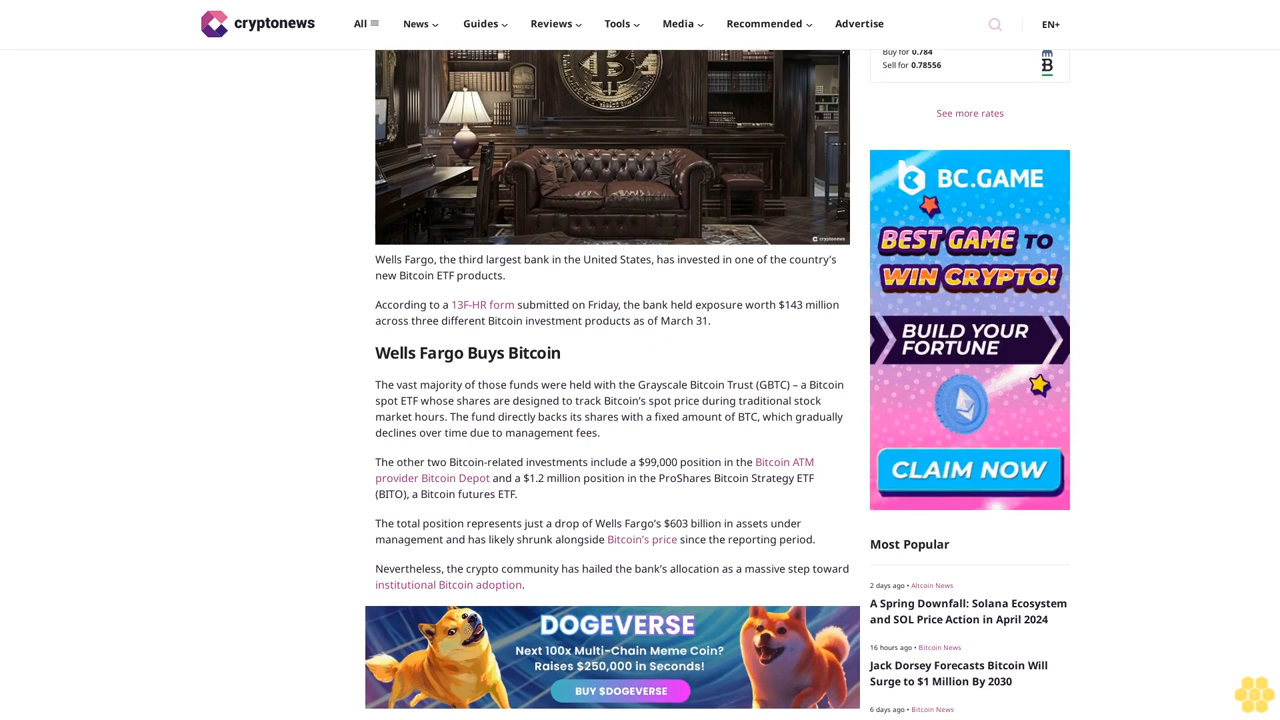 cryptonews
All
News
Guides
Reviews
Tools
Media
Recommended
Advertise
EN+
cryptonews
Wells Fargo, the third largest bank in the United States, has invested in one of the country's
new Bitcoin ETF products.
According to a 13F-HR form submitted on Friday, the bank held exposure worth $143 million
across three different Bitcoin investment products as of March 31.
Wells Fargo Buys Bitcoin
The vast majority of those funds were held with the Grayscale Bitcoin Trust (GBTC) – a Bitcoin
spot ETF whose shares are designed to track Bitcoin's spot price during traditional stock
market hours. The fund directly backs its shares with a fixed amount of BTC, which gradually
declines over time due to management fees.
The other two Bitcoin-related investments include a $99,000 position in the Bitcoin ATM
provider Bitcoin Depot and a $1.2 million position in the ProShares Bitcoin Strategy ETF
(BITO), a Bitcoin futures ETF.
The total position represents just a drop of Wells Fargo's $603 billion in assets under
management and has likely shrunk alongside Bitcoin's price since the reporting period.
Nevertheless, the crypto community has hailed the bank's allocation as a massive step toward
institutional Bitcoin adoption.
DOGEVERSE
Next 100x Multi-Chain Meme Coin?
Raises $250,000 in Seconds!
BUY $DOGEVERSE
Buy for 0.784
Sell for 0.78556
See more rates
BC.GAME
BEST GAME TO
WIN CRYPTO!
BUILD YOUR
FORTUNE
CLAIM NOW
Most Popular
2 days ago • Altcoin News
A Spring Downfall: Solana Ecosystem
and SOL Price Action in April 2024
16 hours ago • Bitcoin News
Jack Dorsey Forecasts Bitcoin Will
Surge to $1 Million By 2030
6 days ago • Bitcoin News